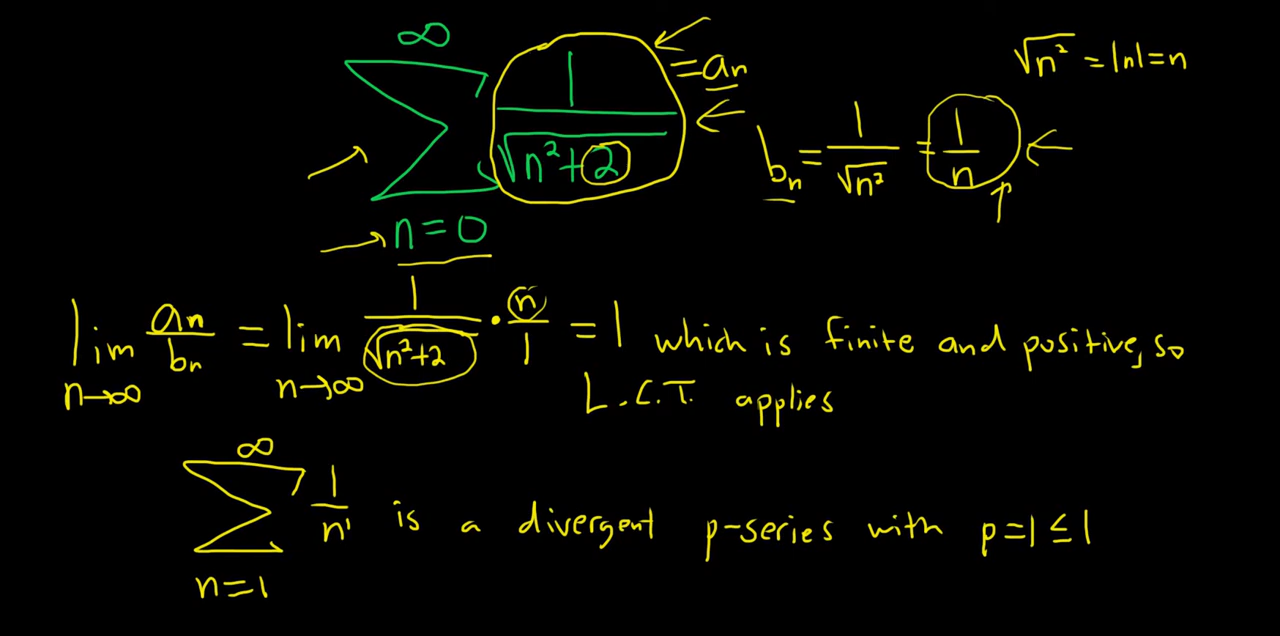 ∞
∑ 1/√(n²+2) = aₙ
n=0
√n² = |n| = n
bₙ = 1/√n² = 1/n
lim n→∞ aₙ/bₙ = lim n→∞ 1/√(n²+2) · n/1 = 1 which is finite and positive, so
L.C.T. applies
∞
∑ 1/n¹ is a divergent p-series with p=1≤1
n=1